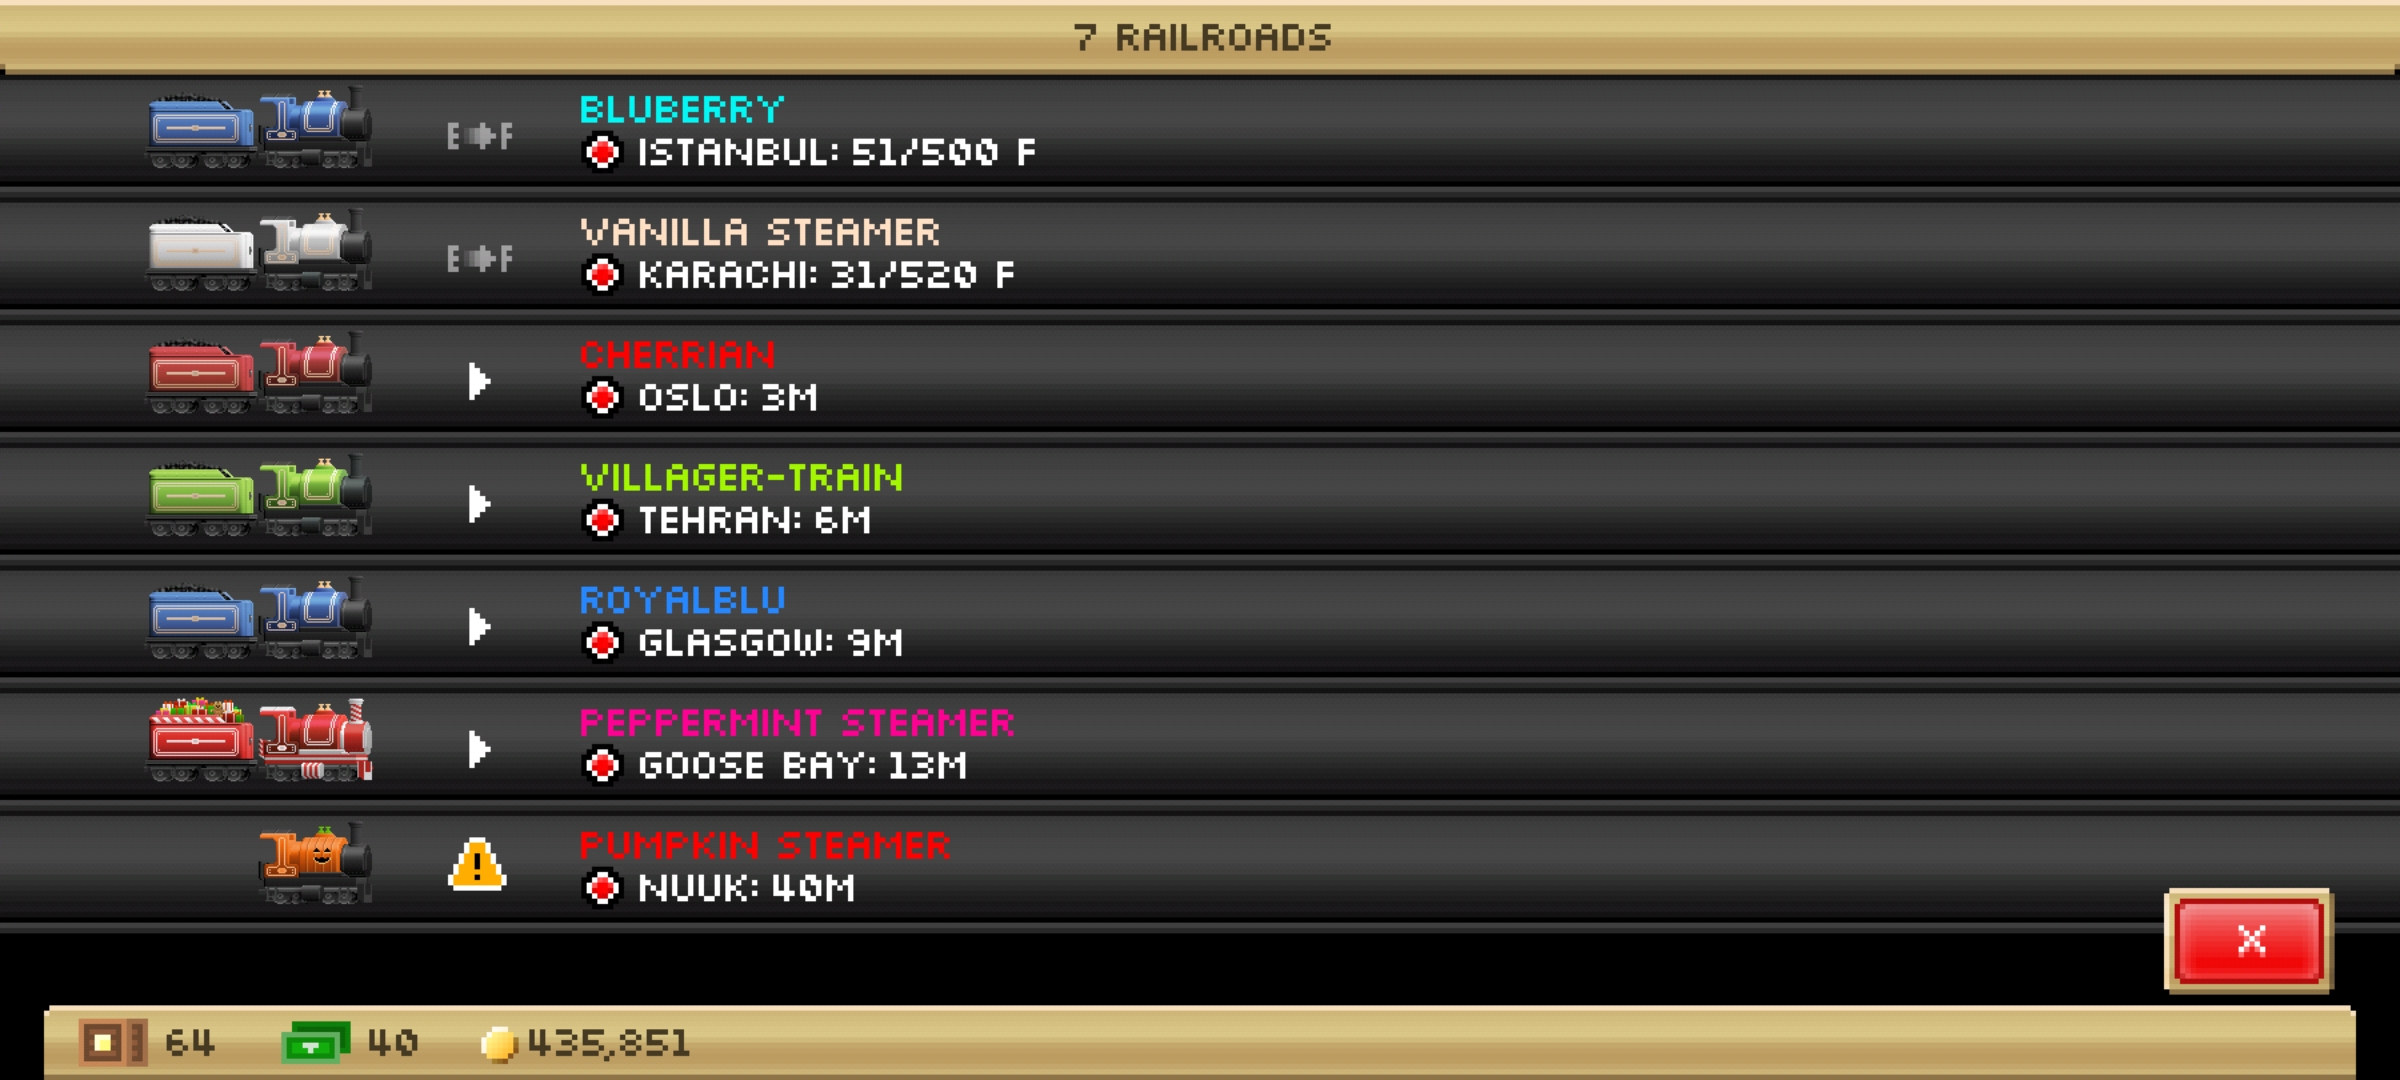 7 RAILROADS
BLUBERRY
E F
ISTANBUL: 51/500 F
VANILLA STEAMER
E F
KARACHI: 31/520 F
CHERRIAN
OSLO: 3M
VILLAGER-TRAIN
TEHRAN: 6M
ROYALBLU
GLASGOW: 9M
PEPPERMINT STEAMER
GOOSE BAY: 13M
PUMPKIN STEAMER
NUUK: 40M
X
64 40 435,851